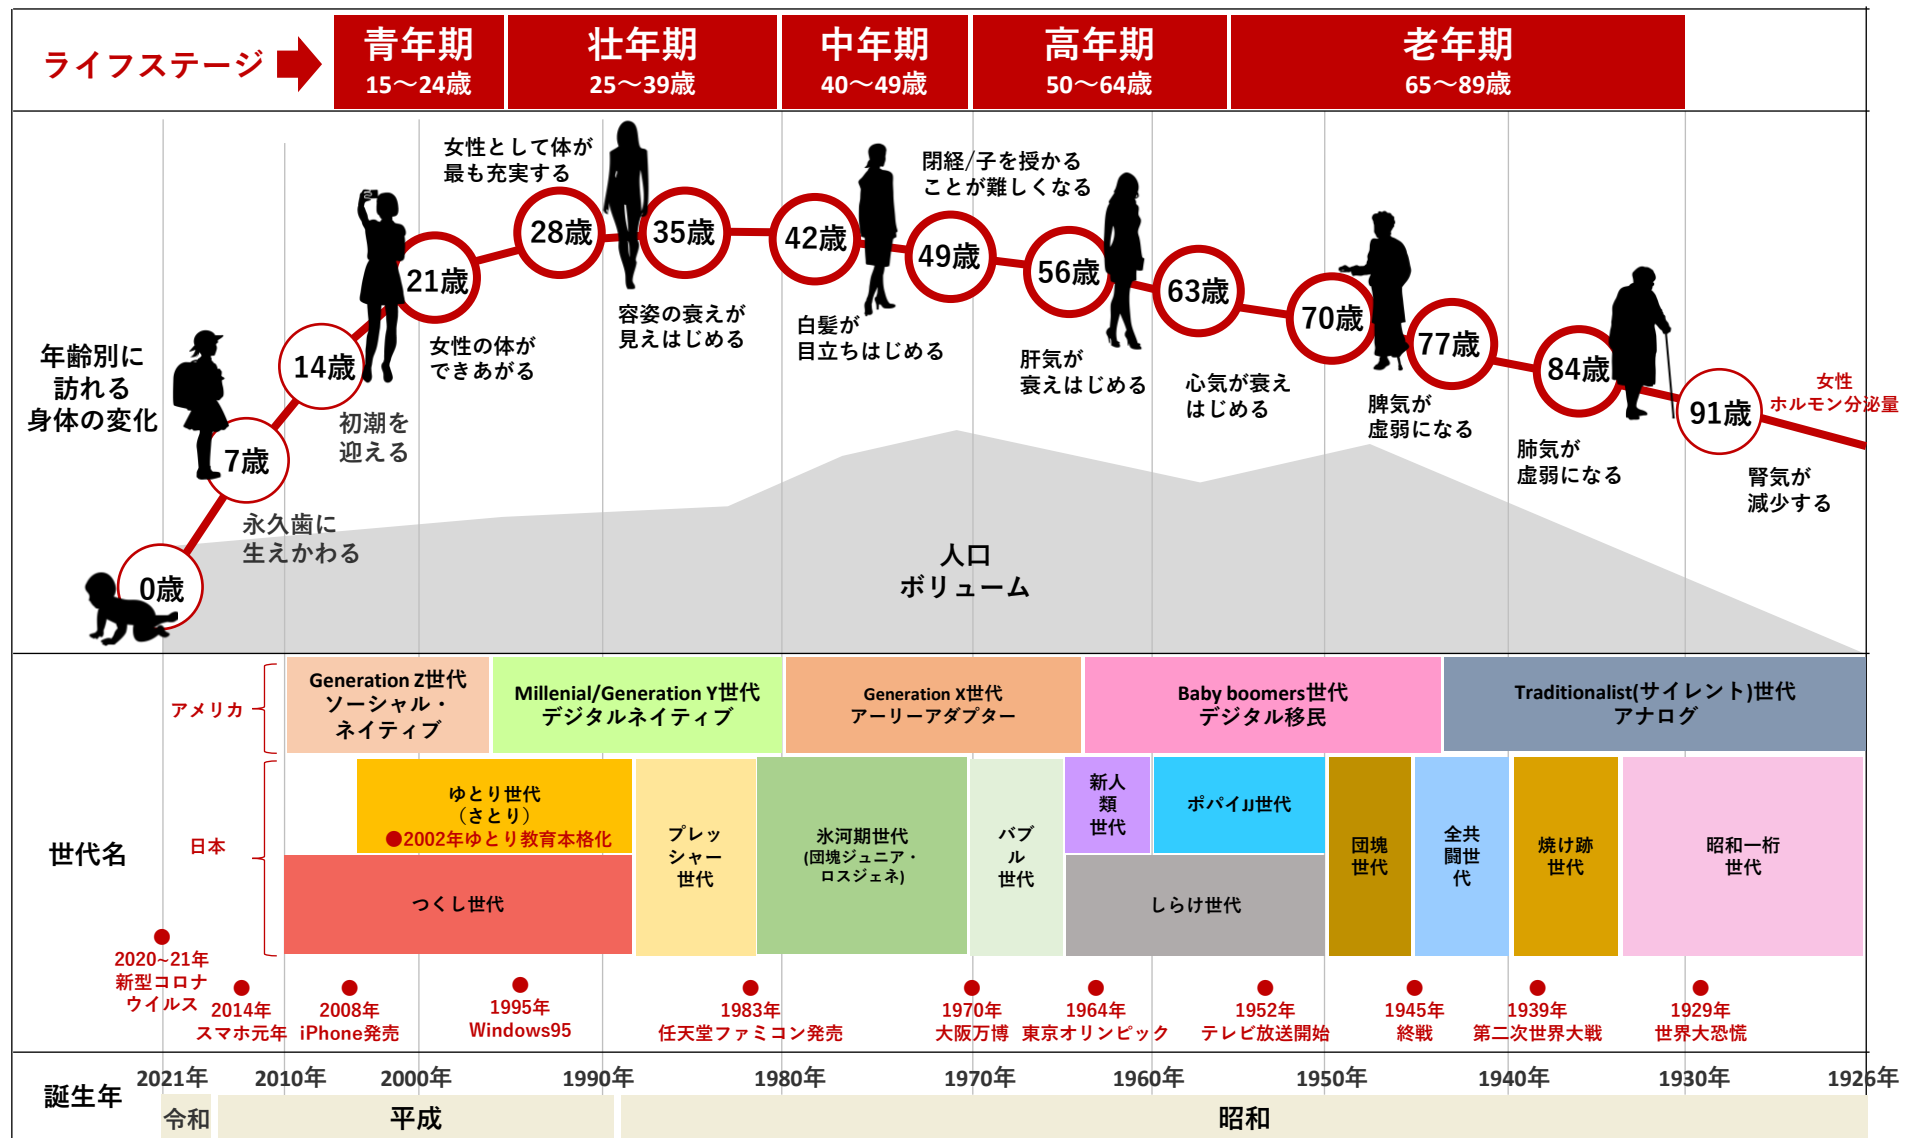 ライフステージ
青年期
15〜24歳
壮年期
25〜39歳
中年期
40〜49歳
高年期
50〜64歳
老年期
65〜89歳
年齢別に
訪れる
身体の変化
0歳
7歳
永久歯に
生えかわる
14歳
初潮を
迎える
21歳
女性の体が
できあがる
28歳
女性として体が
最も充実する
35歳
容姿の衰えが
見えはじめる
42歳
白髪が
目立ちはじめる
49歳
閉経/子を授かる
ことが難しくなる
56歳
肝気が
衰えはじめる
63歳
心気が衰え
はじめる
70歳
脾気が
虚弱になる
77歳
肺気が
虚弱になる
84歳
91歳
腎気が
減少する
女性
ホルモン分泌量
人口
ボリューム
世代名
アメリカ
Generation Z世代
ソーシャル・
ネイティブ
Millenial/Generation Y世代
デジタルネイティブ
Generation X世代
アーリーアダプター
Baby boomers世代
デジタル移民
Traditionalist(サイレント)世代
アナログ
日本
ゆとり世代
（さとり）
●2002年ゆとり教育本格化
つくし世代
プレッ
シャー
世代
氷河期世代
(団塊ジュニア・
ロスジェネ)
バブ
ル
世代
新人
類
世代
ポパイJJ世代
しらけ世代
団塊
世代
全共
闘世
代
焼け跡
世代
昭和一桁
世代
2020~21年
新型コロナ
ウイルス
2014年
スマホ元年
2008年
iPhone発売
1995年
Windows95
1983年
任天堂ファミコン発売
1970年
大阪万博
1964年
東京オリンピック
1952年
テレビ放送開始
1945年
終戦
1939年
第二次世界大戦
1929年
世界大恐慌
誕生年
2021年
2010年
2000年
1990年
1980年
1970年
1960年
1950年
1940年
1930年
1926年
令和
平成
昭和